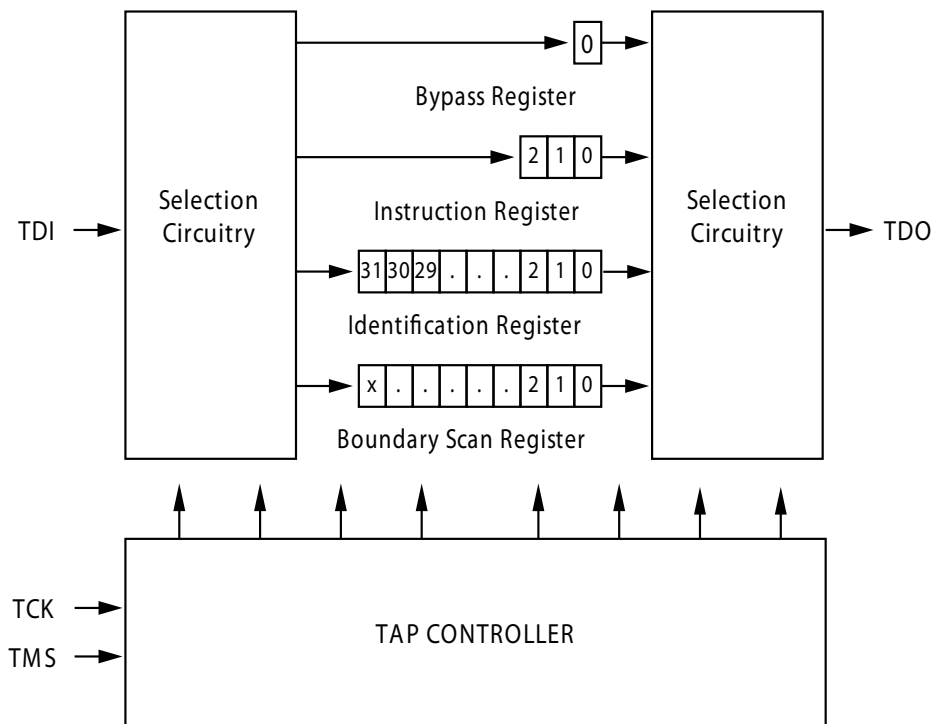 0
Bypass Register
2 1 0
Instruction Register
Selection
Circuitry
Selection
Circuitry
TDI
TDO
31 30 29 . . . 2 1 0
Identification Register
x . . . . . 2 1 0
Boundary Scan Register
TCK
TMS
TAP CONTROLLER